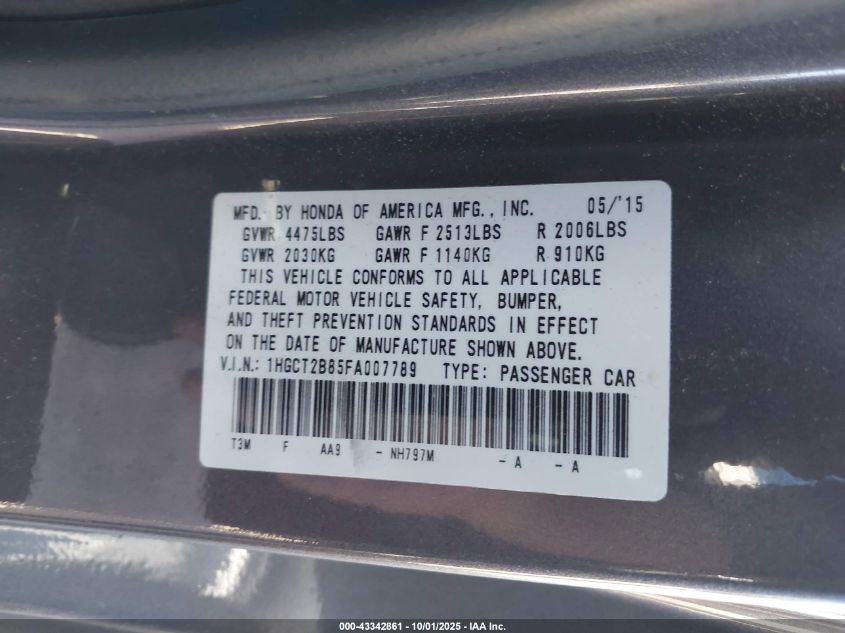 MFD. BY HONDA OF AMERICA MFG., INC. 05/'15
GVWR 4475LBS GAWR F 2513LBS R 2006LBS
GVWR 2030KG GAWR F 1140KG R 910KG
THIS VEHICLE CONFORMS TO ALL APPLICABLE
FEDERAL MOTOR VEHICLE SAFETY, BUMPER,
AND THEFT PREVENTION STANDARDS IN EFFECT
ON THE DATE OF MANUFACTURE SHOWN ABOVE.
V.I.N.: 1HGCT2B85FA007789 TYPE: PASSENGER CAR
T3M F AA9 - NH797M - A - A
000-43342861 - 10/01/2025 - IAA Inc.